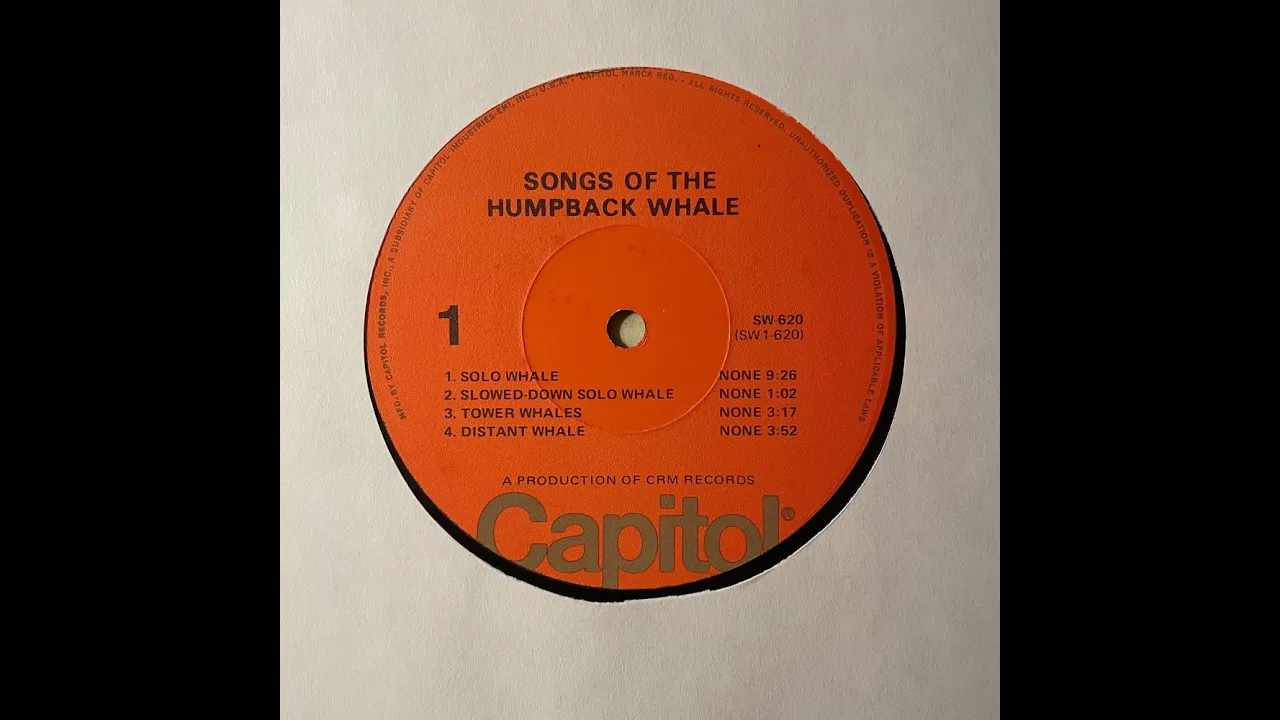 MFD. BY CAPITOL RECORDS, INC., A SUBSIDIARY OF CAPITOL INDUSTRIES-EMI, INC., U.S.A. · CAPITOL MARCA REG. · ALL RIGHTS RESERVED. UNAUTHORIZED DUPLICATION IS A VIOLATION OF APPLICABLE LAWS
SONGS OF THE
HUMPBACK WHALE
1
SW-620
(SW1-620)
1. SOLO WHALE NONE 9:26
2. SLOWED-DOWN SOLO WHALE NONE 1:02
3. TOWER WHALES NONE 3:17
4. DISTANT WHALE NONE 3:52
A PRODUCTION OF CRM RECORDS
Capitol®